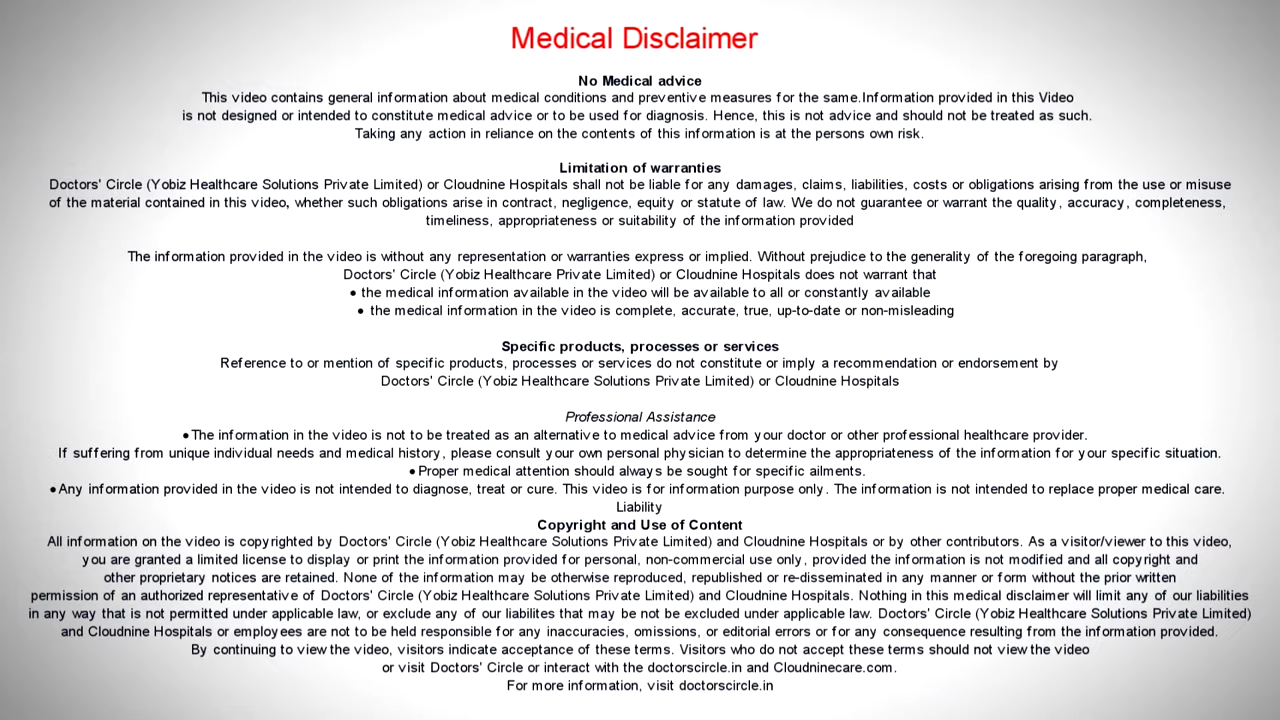 Medical Disclaimer
No Medical advice
This video contains general information about medical conditions and preventive measures for the same.Information provided in this Video
is not designed or intended to constitute medical advice or to be used for diagnosis. Hence, this is not advice and should not be treated as such.
Taking any action in reliance on the contents of this information is at the persons own risk.
Limitation of warranties
Doctors' Circle (Yobiz Healthcare Solutions Private Limited) or Cloudnine Hospitals shall not be liable for any damages, claims, liabilities, costs or obligations arising from the use or misuse
of the material contained in this video, whether such obligations arise in contract, negligence, equity or statute of law. We do not guarantee or warrant the quality, accuracy, completeness,
timeliness, appropriateness or suitability of the information provided
The information provided in the video is without any representation or warranties express or implied. Without prejudice to the generality of the foregoing paragraph,
Doctors' Circle (Yobiz Healthcare Private Limited) or Cloudnine Hospitals does not warrant that
• the medical information available in the video will be available to all or constantly available
• the medical information in the video is complete, accurate, true, up-to-date or non-misleading
Specific products, processes or services
Reference to or mention of specific products, processes or services do not constitute or imply a recommendation or endorsement by
Doctors' Circle (Yobiz Healthcare Solutions Private Limited) or Cloudnine Hospitals
Professional Assistance
•The information in the video is not to be treated as an alternative to medical advice from your doctor or other professional healthcare provider.
If suffering from unique individual needs and medical history, please consult your own personal physician to determine the appropriateness of the information for your specific situation.
•Proper medical attention should always be sought for specific ailments.
•Any information provided in the video is not intended to diagnose, treat or cure. This video is for information purpose only. The information is not intended to replace proper medical care.
Liability
Copyright and Use of Content
All information on the video is copyrighted by Doctors' Circle (Yobiz Healthcare Solutions Private Limited) and Cloudnine Hospitals or by other contributors. As a visitor/viewer to this video,
you are granted a limited license to display or print the information provided for personal, non-commercial use only, provided the information is not modified and all copyright and
other proprietary notices are retained. None of the information may be otherwise reproduced, republished or re-disseminated in any manner or form without the prior written
permission of an authorized representative of Doctors' Circle (Yobiz Healthcare Solutions Private Limited) and Cloudnine Hospitals. Nothing in this medical disclaimer will limit any of our liabilities
in any way that is not permitted under applicable law, or exclude any of our liabilites that may be not be excluded under applicable law. Doctors' Circle (Yobiz Healthcare Solutions Private Limited)
and Cloudnine Hospitals or employees are not to be held responsible for any inaccuracies, omissions, or editorial errors or for any consequence resulting from the information provided.
By continuing to view the video, visitors indicate acceptance of these terms. Visitors who do not accept these terms should not view the video
or visit Doctors' Circle or interact with the doctorscircle.in and Cloudninecare.com.
For more information, visit doctorscircle.in